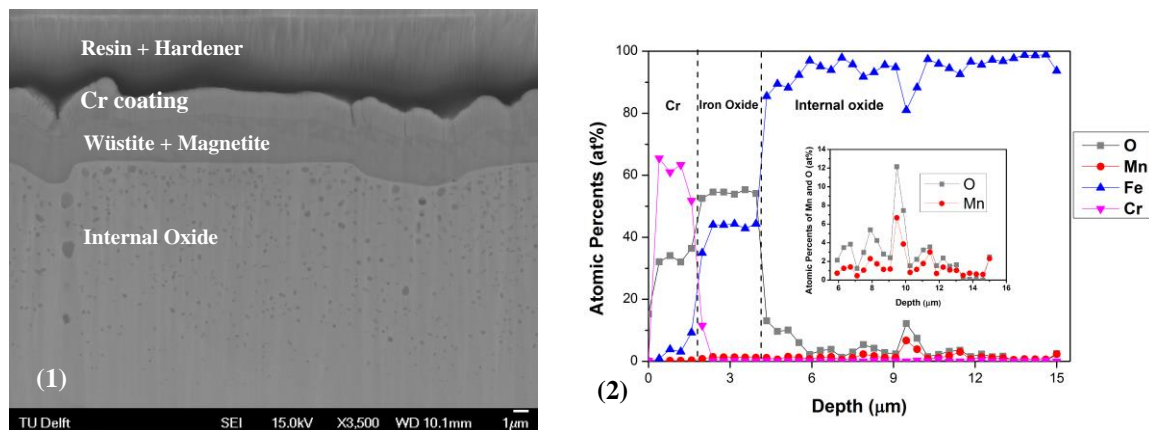 Resin + Hardener
Cr coating
Wüstite + Magnetite
Internal Oxide
(1)
TU Delft SEI 15.0kV X3,500 WD 10.1mm 1μm
100
80
60
40
20
0
Atomic Percents (at%)
Cr
Iron Oxide
Internal oxide
0 3 6 9 12 15
Depth (μm)
14
12
10
8
6
4
2
0
Atomic Percents of Mn and O (at%)
O
Mn
6 8 10 12 14 16
Depth (μm)
O
Mn
Fe
Cr
(2)